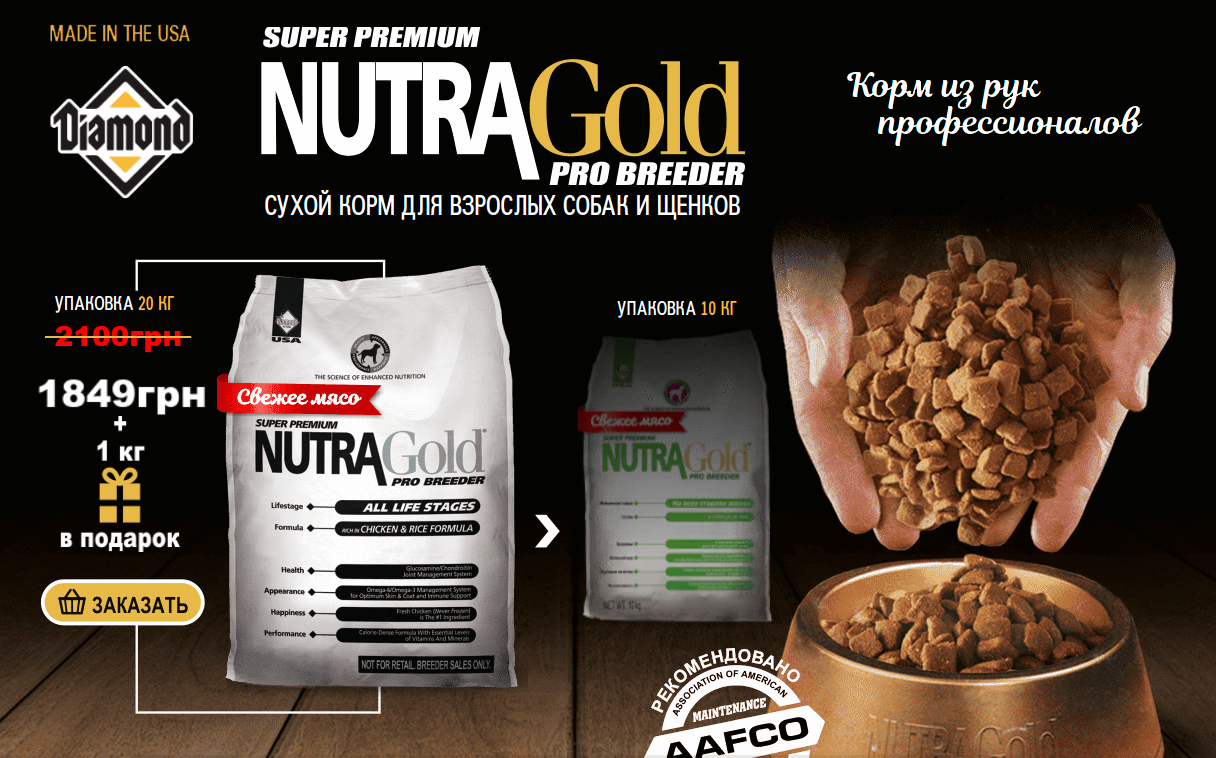 MADE IN THE USA
Diamond
SUPER PREMIUM
NUTRAGold
PRO BREEDER
СУХОЙ КОРМ ДЛЯ ВЗРОСЛЫХ СОБАК И ЩЕНКОВ
Корм из рук
профессионалов
УПАКОВКА 20 КГ
2100грн
1849грн
+
1 кг
в подарок
ЗАКАЗАТЬ
Diamond
USA
THE SCIENCE OF ENHANCED NUTRITION
Свежее мясо
SUPER PREMIUM
NUTRAGold®
PRO BREEDER
Lifestage ALL LIFE STAGES
Formula RICH IN CHICKEN & RICE FORMULA
Health Glucosamine/Chondroitin
Joint Management System
Appearance Omega-6/Omega-3 Management System
for Optimum Skin & Coat and Immune Support
Happiness Fresh Chicken (Never Frozen)
is The #1 Ingredient
Performance Calorie-Dense Formula With Essential Levels
of Vitamins And Minerals
NOT FOR RETAIL. BREEDER SALES ONLY.
УПАКОВКА 10 КГ
Свежее мясо
SUPER PREMIUM
NUTRAGold
PRO BREEDER
NET WT. 10kg
РЕКОМЕНДОВАНО
ASSOCIATION OF AMERICAN
MAINTENANCE
AAFCO
NUTRAGold